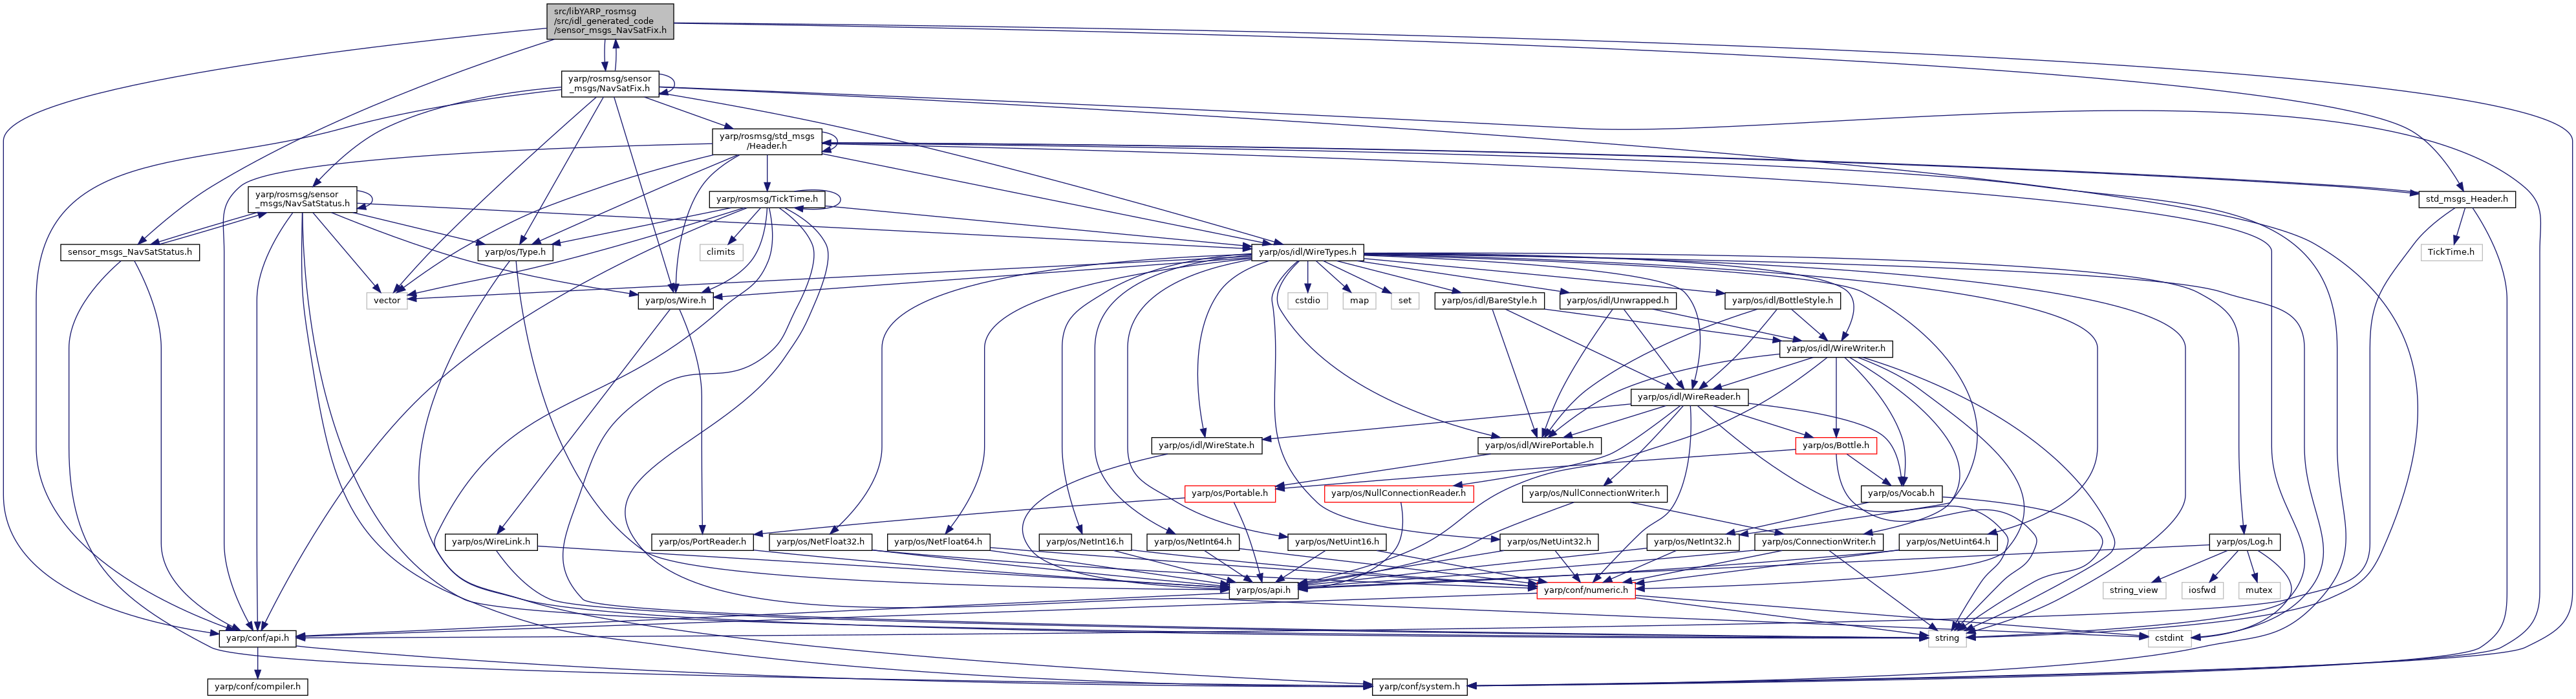 src/libYARP_rosmsg
/src/idl_generated_code
/sensor_msgs_NavSatFix.h
yarp/rosmsg/sensor
_msgs/NavSatFix.h
yarp/rosmsg/std_msgs
/Header.h
yarp/rosmsg/sensor
_msgs/NavSatStatus.h
yarp/rosmsg/TickTime.h
std_msgs_Header.h
sensor_msgs_NavSatStatus.h
yarp/os/Type.h
climits
yarp/os/idl/WireTypes.h
TickTime.h
vector
yarp/os/Wire.h
cstdio
map
set
yarp/os/idl/BareStyle.h
yarp/os/idl/Unwrapped.h
yarp/os/idl/BottleStyle.h
yarp/os/idl/WireWriter.h
yarp/os/idl/WireReader.h
yarp/os/idl/WireState.h
yarp/os/idl/WirePortable.h
yarp/os/Bottle.h
yarp/os/Portable.h
yarp/os/NullConnectionReader.h
yarp/os/NullConnectionWriter.h
yarp/os/Vocab.h
yarp/os/WireLink.h
yarp/os/PortReader.h
yarp/os/NetFloat32.h
yarp/os/NetFloat64.h
yarp/os/NetInt16.h
yarp/os/NetInt64.h
yarp/os/NetUint16.h
yarp/os/NetUint32.h
yarp/os/NetInt32.h
yarp/os/ConnectionWriter.h
yarp/os/NetUint64.h
yarp/os/Log.h
yarp/os/api.h
yarp/conf/numeric.h
string_view
iosfwd
mutex
yarp/conf/api.h
string
cstdint
yarp/conf/compiler.h
yarp/conf/system.h